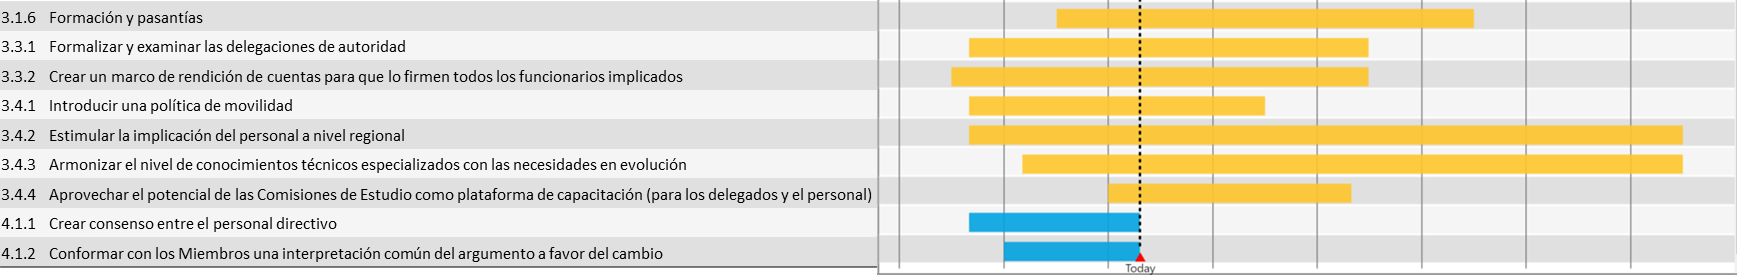 3.1.6 Formación y pasantías
3.3.1 Formalizar y examinar las delegaciones de autoridad
3.3.2 Crear un marco de rendición de cuentas para que lo firmen todos los funcionarios implicados
3.4.1 Introducir una política de movilidad
3.4.2 Estimular la implicación del personal a nivel regional
3.4.3 Armonizar el nivel de conocimientos técnicos especializados con las necesidades en evolución
3.4.4 Aprovechar el potencial de las Comisiones de Estudio como plataforma de capacitación (para los delegados y el personal)
4.1.1 Crear consenso entre el personal directivo
4.1.2 Conformar con los Miembros una interpretación común del argumento a favor del cambio
Today